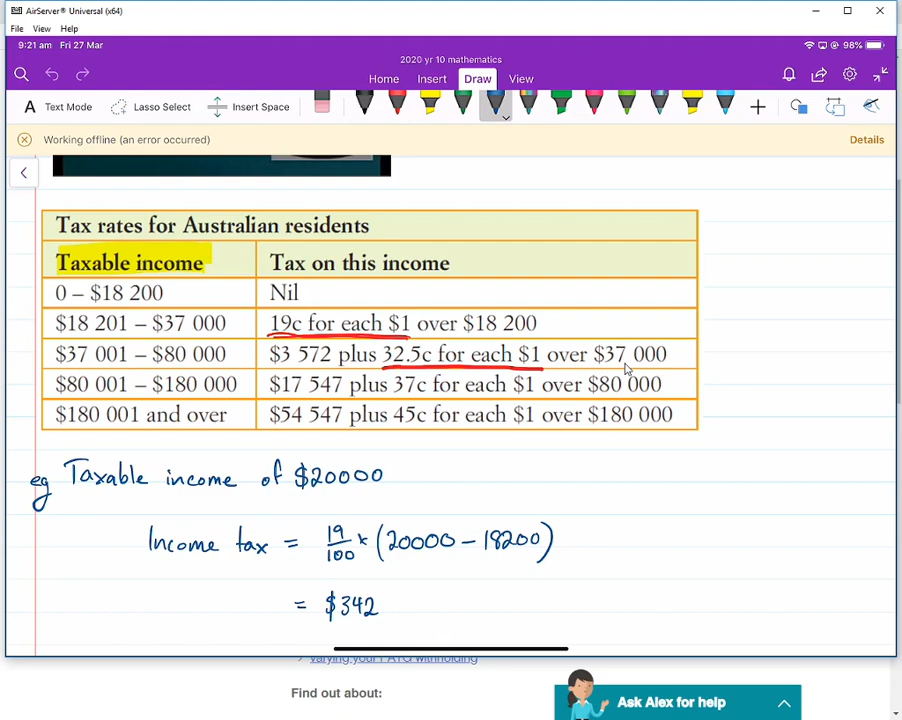 AirServer® Universal (x64)
File View Help
9:21 am Fri 27 Mar
98%
2020 yr 10 mathematics
Home Insert Draw View
A Text Mode Lasso Select Insert Space
Working offline (an error occurred)
Details
Tax rates for Australian residents
Taxable income Tax on this income
0 – $18 200 Nil
$18 201 – $37 000 19c for each $1 over $18 200
$37 001 – $80 000 $3 572 plus 32.5c for each $1 over $37 000
$80 001 – $180 000 $17 547 plus 37c for each $1 over $80 000
$180 001 and over $54 547 plus 45c for each $1 over $180 000
eg Taxable income of $20000
Income tax = 19/100 × (20000 – 18200)
= $342
varying your PAYG withholding
Find out about:
Ask Alex for help